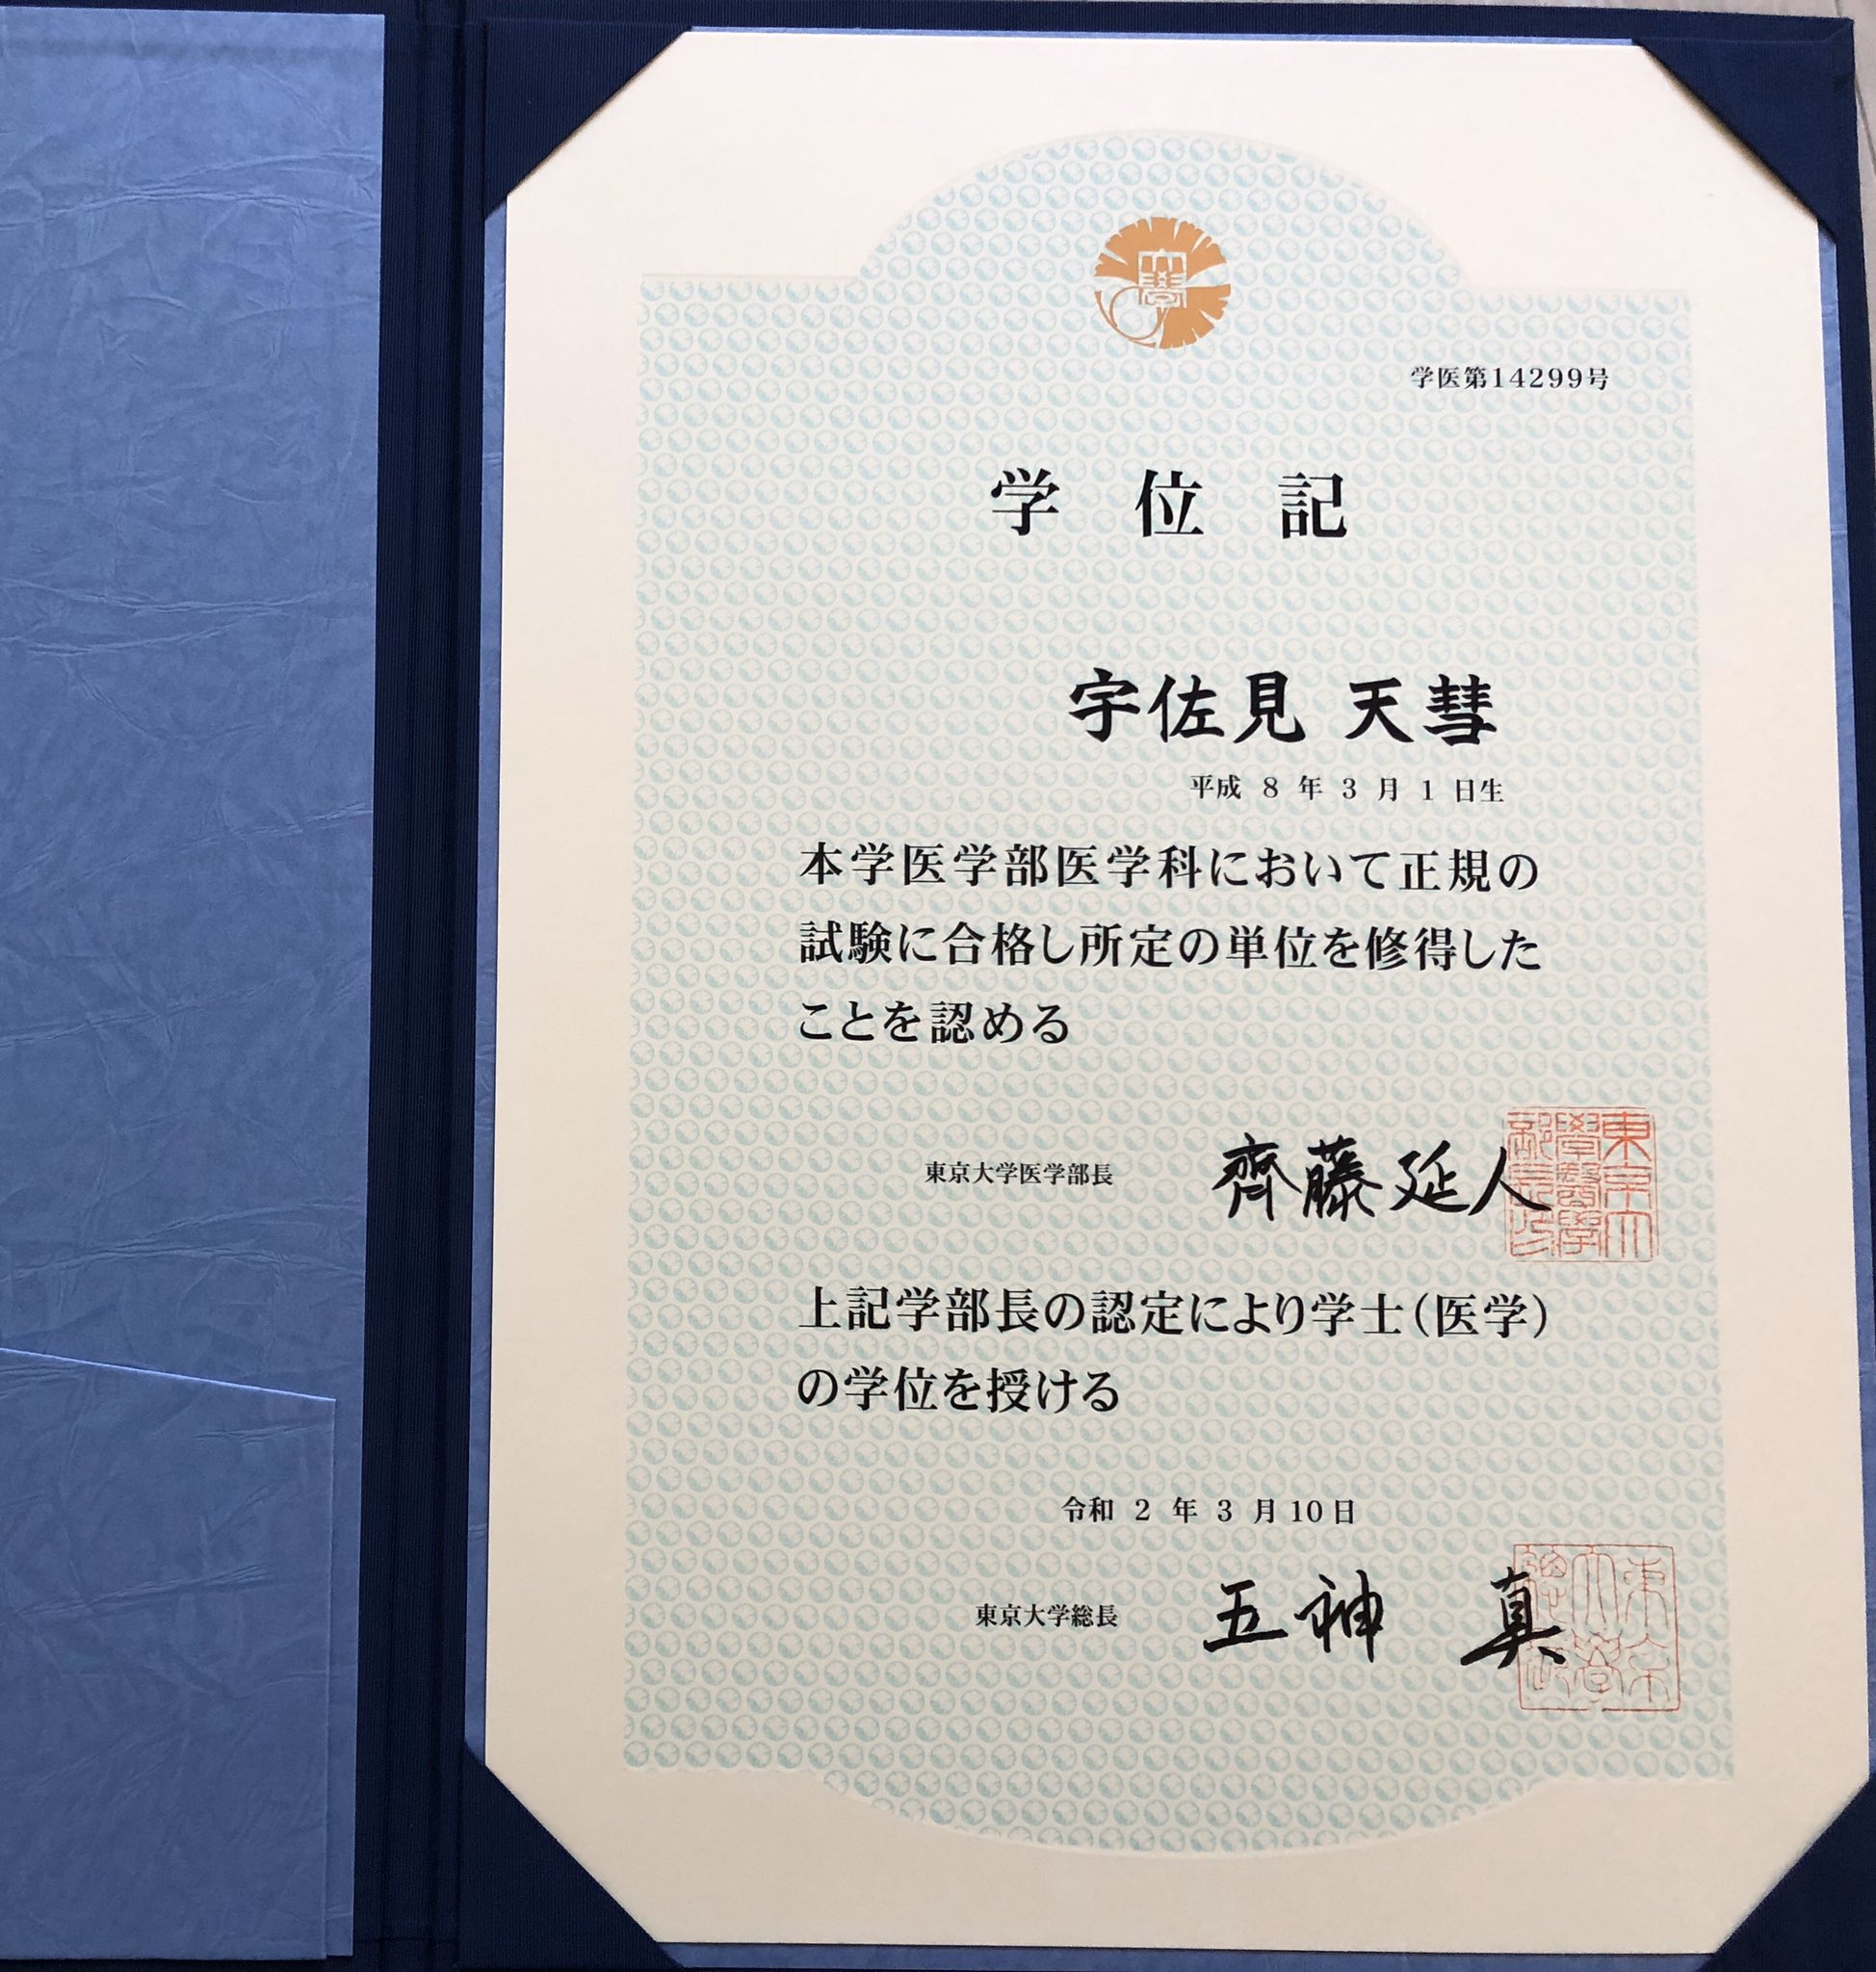 学医第14299号
学位記
宇佐見 天彗
平成 8 年 3 月 1 日生
本学医学部医学科において正規の
試験に合格し所定の単位を修得した
ことを認める
東京大学医学部長 齊藤延人
上記学部長の認定により学士(医学)
の学位を授ける
令和 2 年 3 月 10 日
東京大学総長 五神 真